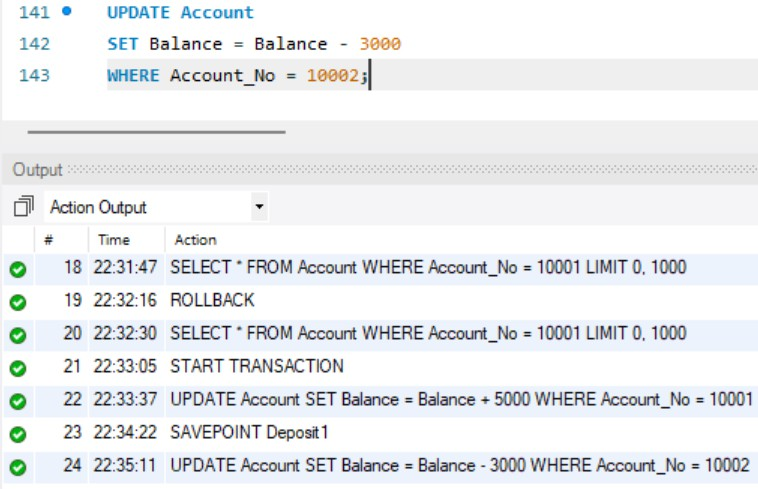 141 UPDATE Account
142 SET Balance = Balance - 3000
143 WHERE Account_No = 10002;
Output
Action Output
# Time Action
18 22:31:47 SELECT * FROM Account WHERE Account_No = 10001 LIMIT 0, 1000
19 22:32:16 ROLLBACK
20 22:32:30 SELECT * FROM Account WHERE Account_No = 10001 LIMIT 0, 1000
21 22:33:05 START TRANSACTION
22 22:33:37 UPDATE Account SET Balance = Balance + 5000 WHERE Account_No = 10001
23 22:34:22 SAVEPOINT Deposit1
24 22:35:11 UPDATE Account SET Balance = Balance - 3000 WHERE Account_No = 10002